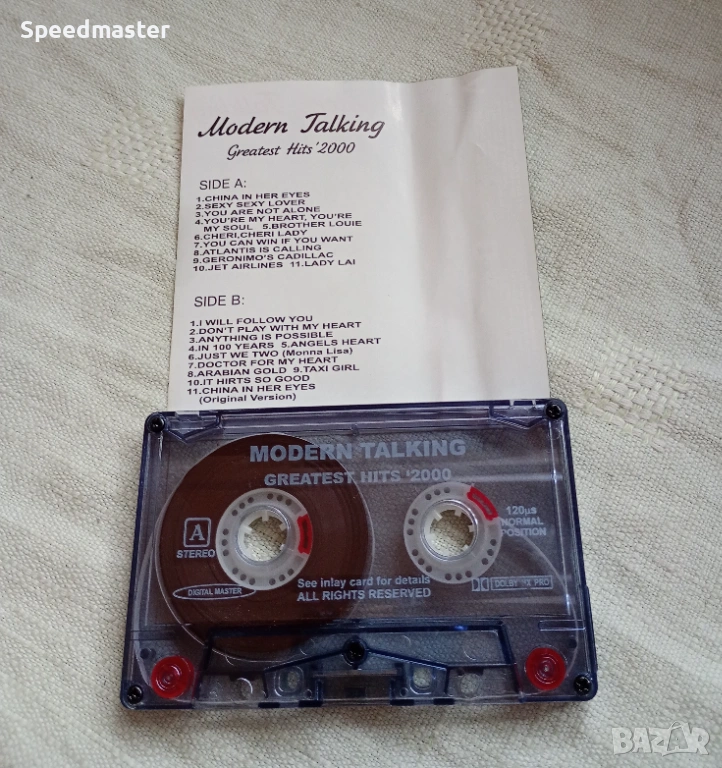 Speedmaster
Modern Talking
Greatest Hits '2000
SIDE A:
1.CHINA IN HER EYES
2.SEXY SEXY LOVER
3.YOU ARE NOT ALONE
4.YOU'RE MY HEART, YOU'RE
MY SOUL 5.BROTHER LOUIE
6.CHERI,CHERI LADY
7.YOU CAN WIN IF YOU WANT
8.ATLANTIS IS CALLING
9.GERONIMO'S CADILLAC
10.JET AIRLINES 11.LADY LAI
SIDE B:
1.I WILL FOLLOW YOU
2.DON'T PLAY WITH MY HEART
3.ANYTHING IS POSSIBLE
4.IN 100 YEARS 5.ANGELS HEART
6.JUST WE TWO (Monna Lisa)
7.DOCTOR FOR MY HEART
8.ARABIAN GOLD 9.TAXI GIRL
10.IT HIRTS SO GOOD
11.CHINA IN HER EYES
(Original Version)
MODERN TALKING
GREATEST HITS '2000
A
STEREO
120µs
NORMAL
POSITION
DIGITAL MASTER
See inlay card for details
ALL RIGHTS RESERVED
DOLBY HX PRO
BAZAR